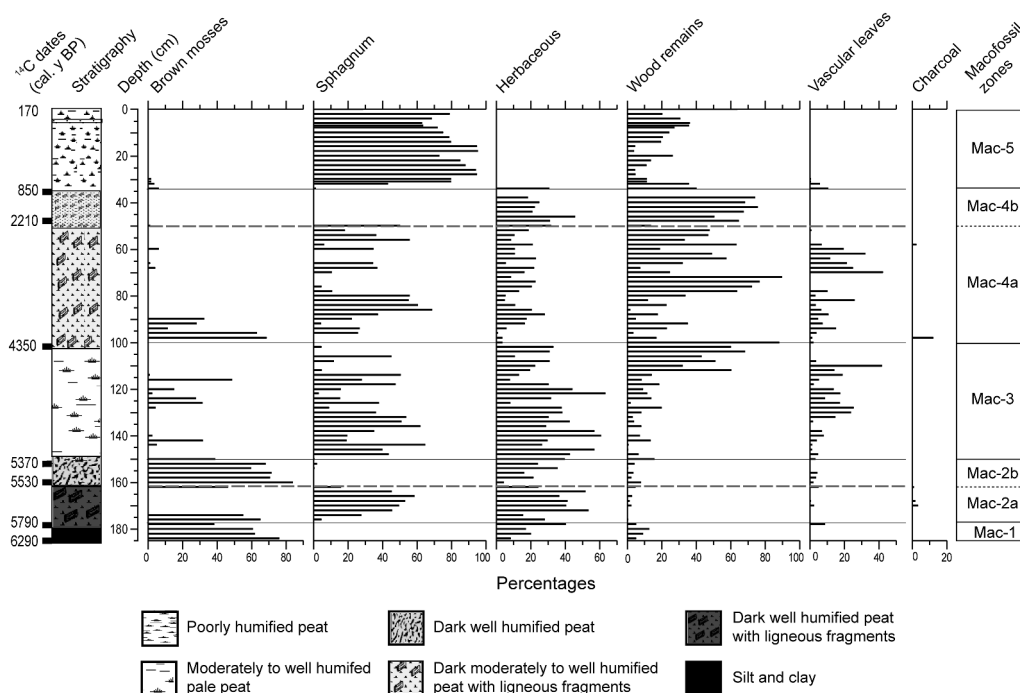 ¹⁴C dates
(cal. y BP)
Stratigraphy
Depth (cm)
Brown mosses
Sphagnum
Herbaceous
Wood remains
Vascular leaves
Charcoal
Macofossil
zones
170
850
2210
4350
5370
5530
5790
6290
0
20
40
60
80
100
120
140
160
180
Mac-5
Mac-4b
Mac-4a
Mac-3
Mac-2b
Mac-2a
Mac-1
0 20 40 60 80
0 20 40 60 80 100
0 20 40 60
0 20 40 60 80 100
0 20 40
0 10 20
Percentages
Poorly humified peat
Dark well humified peat
Dark well humified peat
with ligneous fragments
Moderately to well humifed
pale peat
Dark moderately to well humified
peat with ligneous fragments
Silt and clay